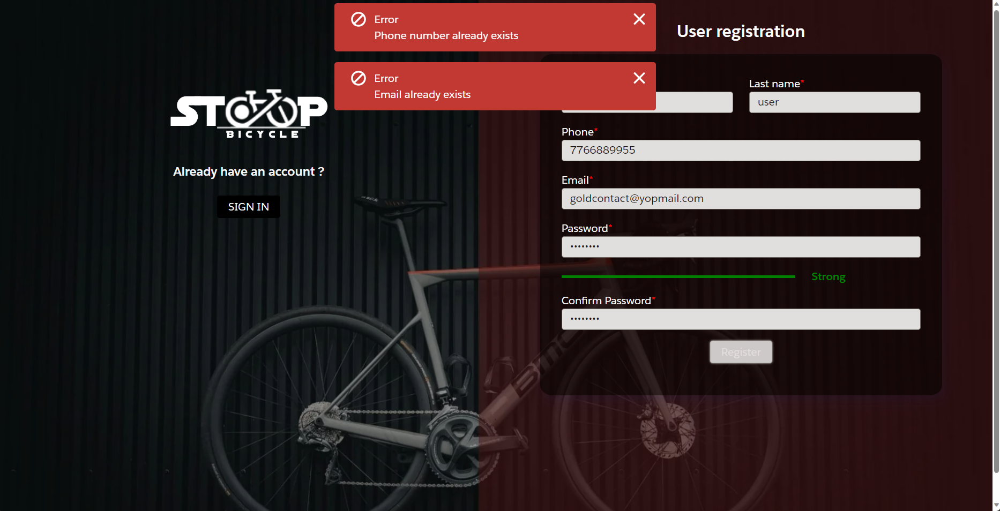 Error
Phone number already exists
Error
Email already exists
STOOP
BICYCLE
Already have an account ?
SIGN IN
User registration
Last name*
user
Phone*
7766889955
Email*
goldcontact@yopmail.com
Password*
••••••••
Strong
Confirm Password*
••••••••
Register